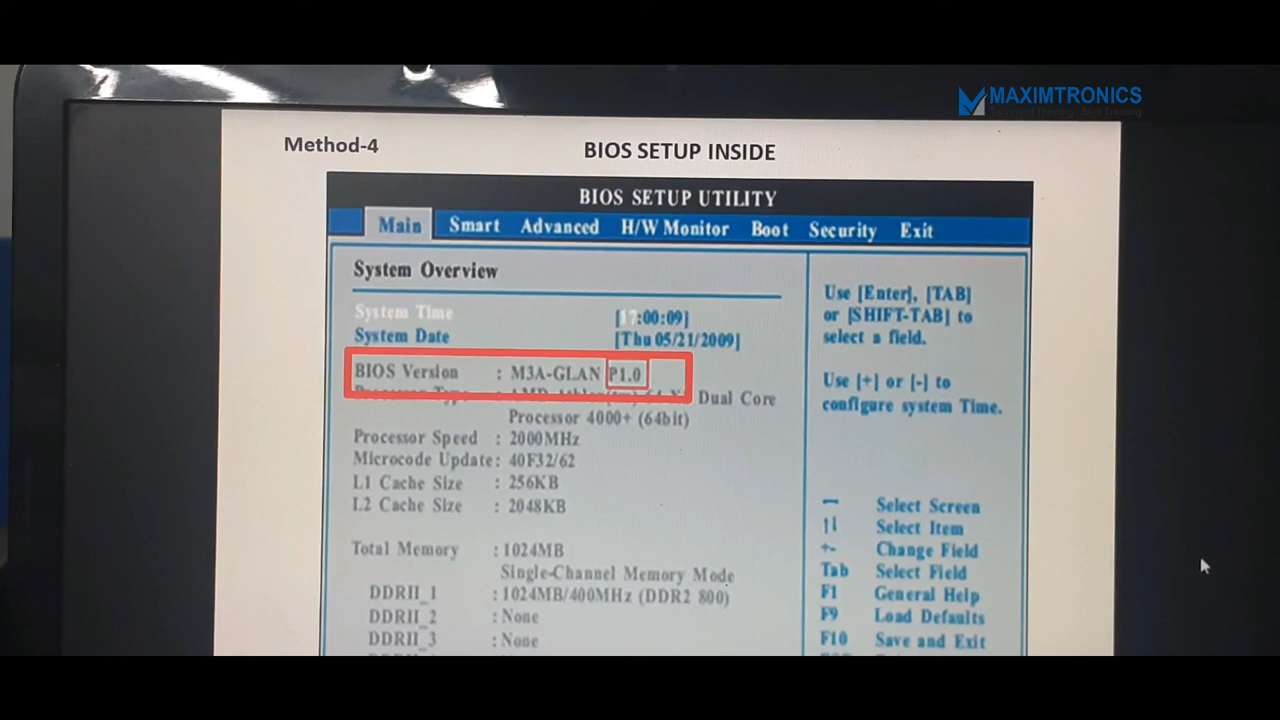 MAXIMTRONICS
Method-4
BIOS SETUP INSIDE
BIOS SETUP UTILITY
Main Smart Advanced H/W Monitor Boot Security Exit
System Overview
System Time [17:00:09]
System Date [Thu 05/21/2009]
BIOS Version : M3A-GLAN P1.0
Processor Type : Dual Core
Processor 4000+ (64bit)
Processor Speed : 2000MHz
Microcode Update: 40F32/62
L1 Cache Size : 256KB
L2 Cache Size : 2048KB
Total Memory : 1024MB
Single-Channel Memory Mode
DDRII_1 : 1024MB/400MHz (DDR2 800)
DDRII_2 : None
DDRII_3 : None
Use [Enter], [TAB]
or [SHIFT-TAB] to
select a field.
Use [+] or [-] to
configure system Time.
Select Screen
↑↓ Select Item
+- Change Field
Tab Select Field
F1 General Help
F9 Load Defaults
F10 Save and Exit